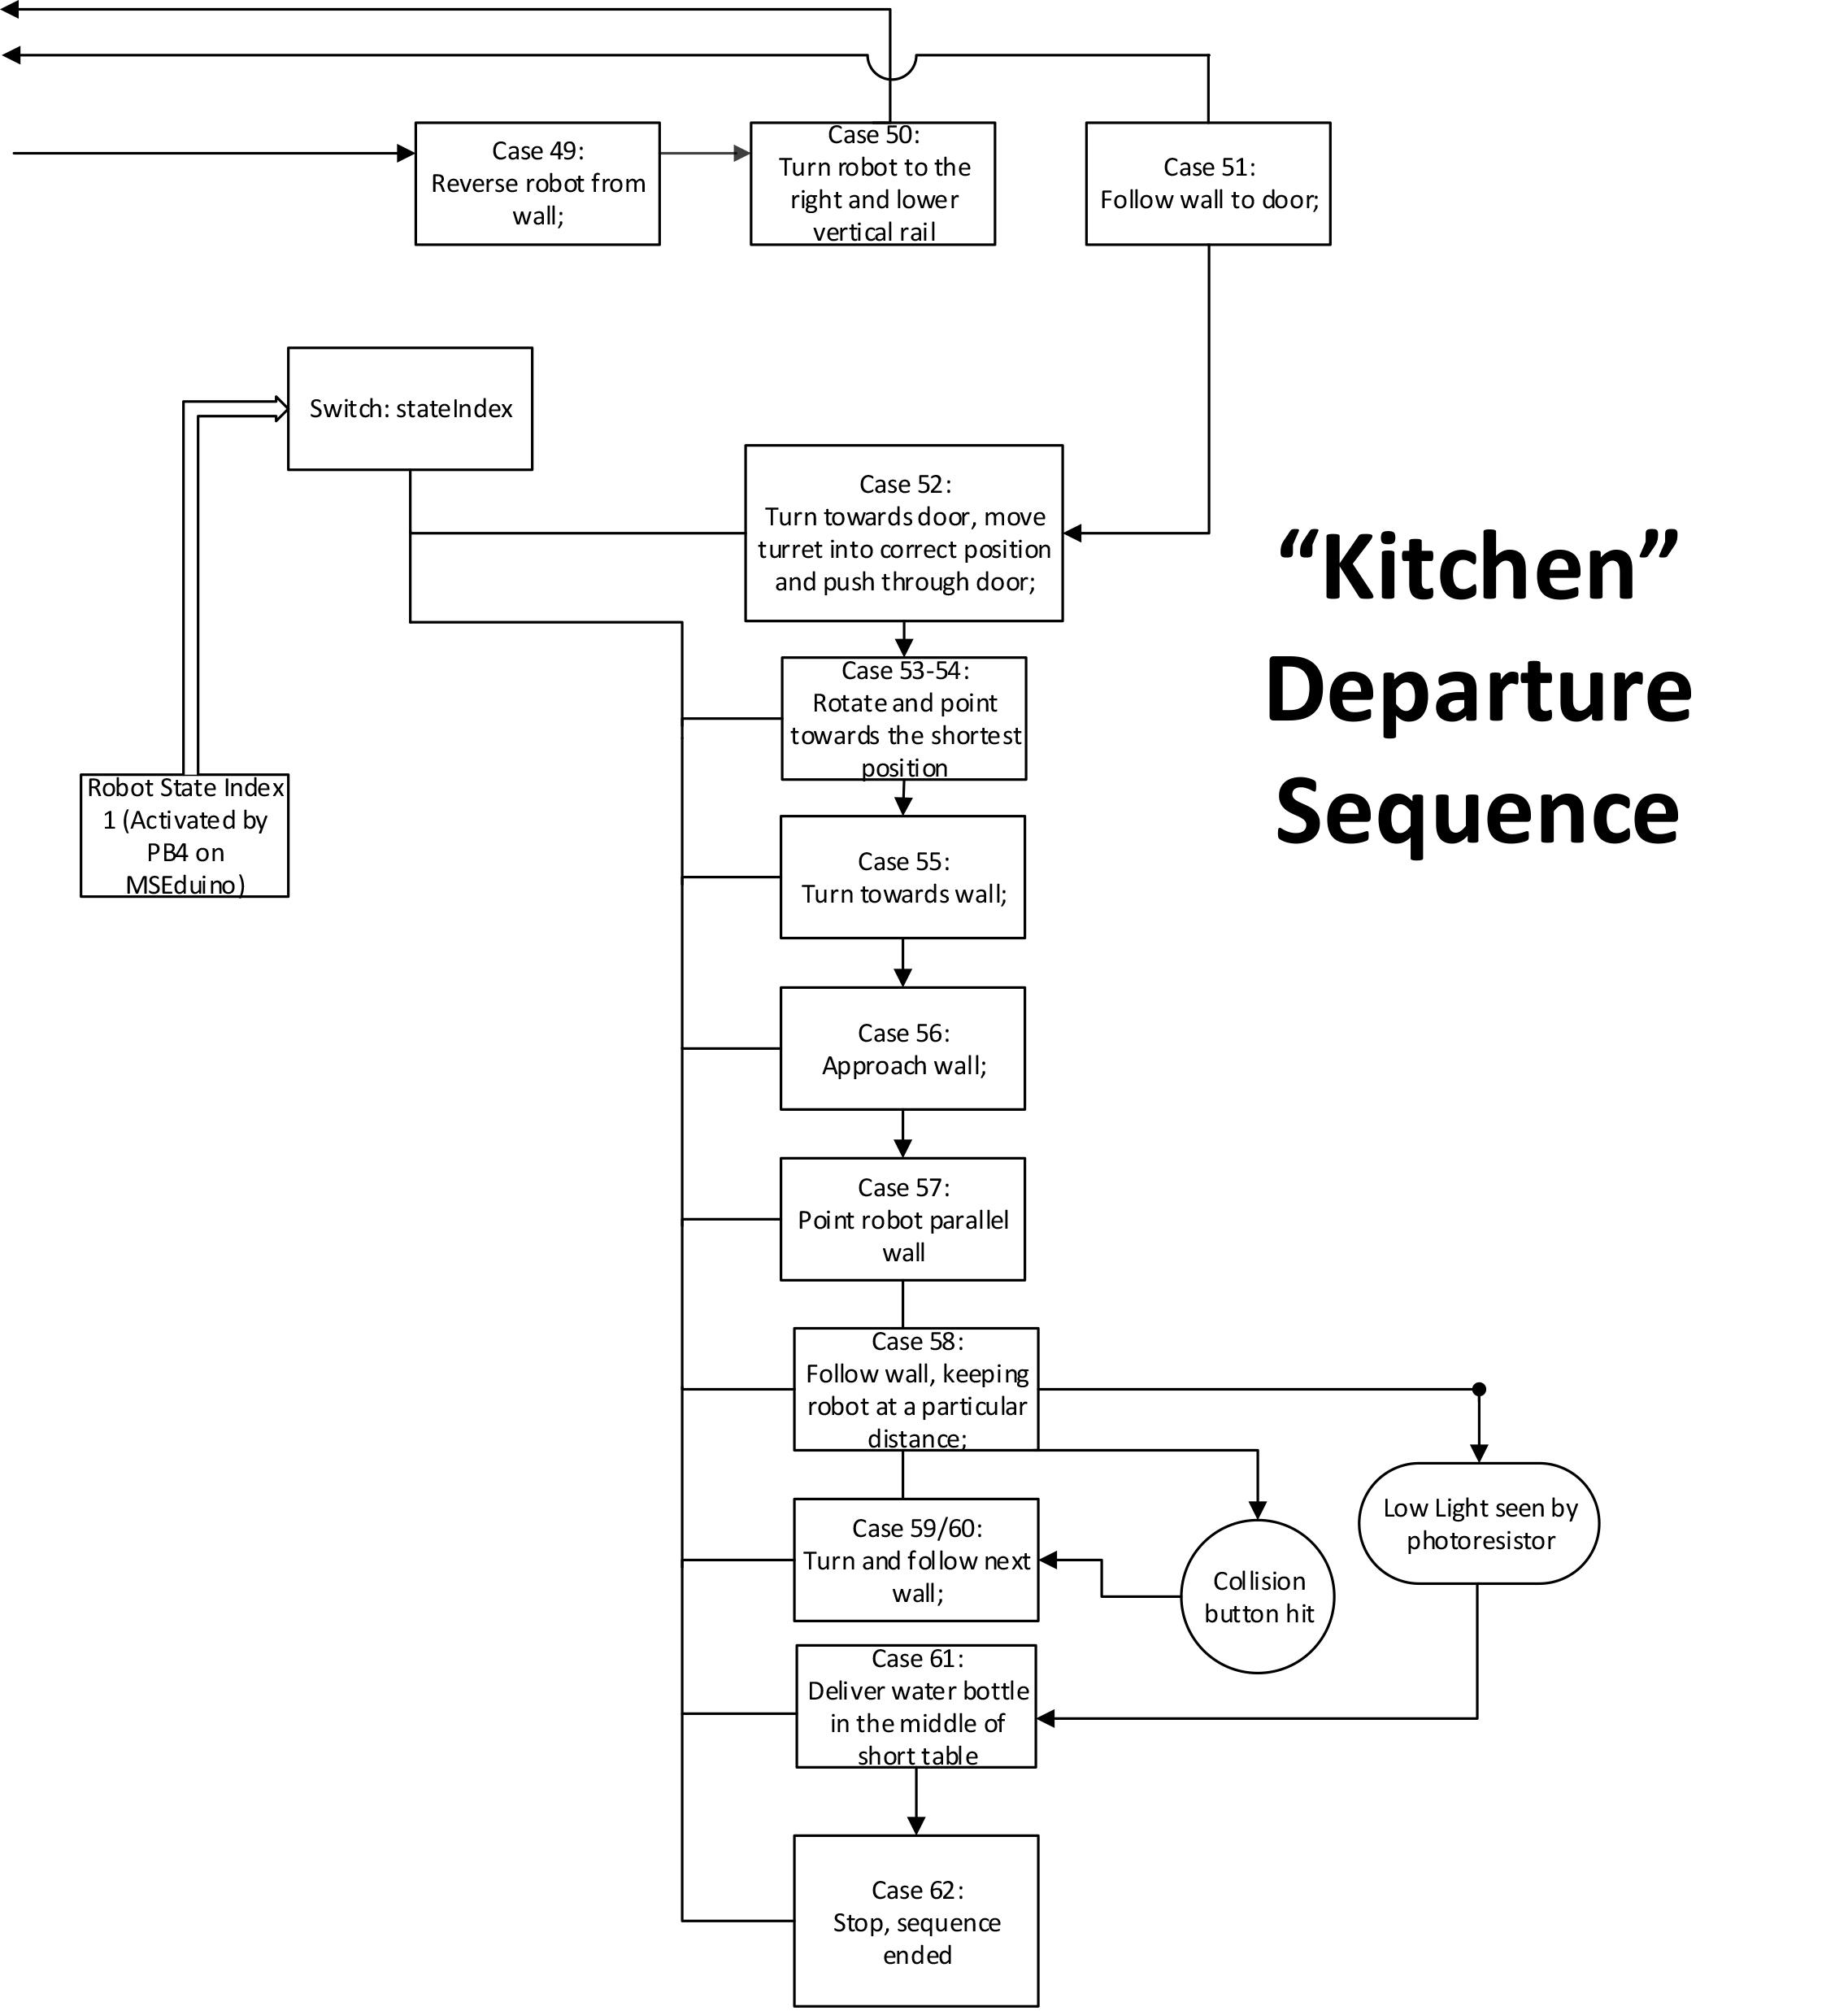 Case 49:
Reverse robot from
wall;
Case 50:
Turn robot to the
right and lower
vertical rail
Case 51:
Follow wall to door;
Switch: stateIndex
Case 52:
Turn towards door, move
turret into correct position
and push through door;
“Kitchen”
Departure
Sequence
Case 53-54:
Rotate and point
towards the shortest
position
Robot State Index
1 (Activated by
PB4 on
MSEduino)
Case 55:
Turn towards wall;
Case 56:
Approach wall;
Case 57:
Point robot parallel
wall
Case 58:
Follow wall, keeping
robot at a particular
distance;
Low Light seen by
photoresistor
Case 59/60:
Turn and follow next
wall;
Collision
button hit
Case 61:
Deliver water bottle
in the middle of
short table
Case 62:
Stop, sequence
ended